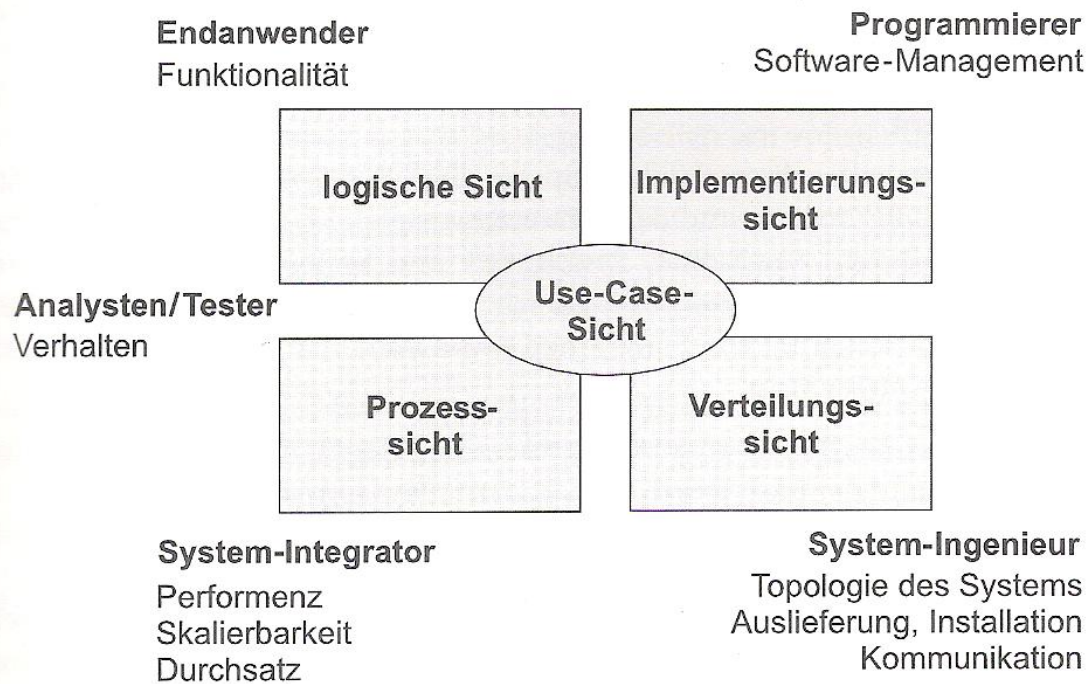 Endanwender
Funktionalität
Programmierer
Software-Management
logische Sicht
Implementierungs-
sicht
Use-Case-
Sicht
Analysten/Tester
Verhalten
Prozess-
sicht
Verteilungs-
sicht
System-Integrator
Performenz
Skalierbarkeit
Durchsatz
System-Ingenieur
Topologie des Systems
Auslieferung, Installation
Kommunikation